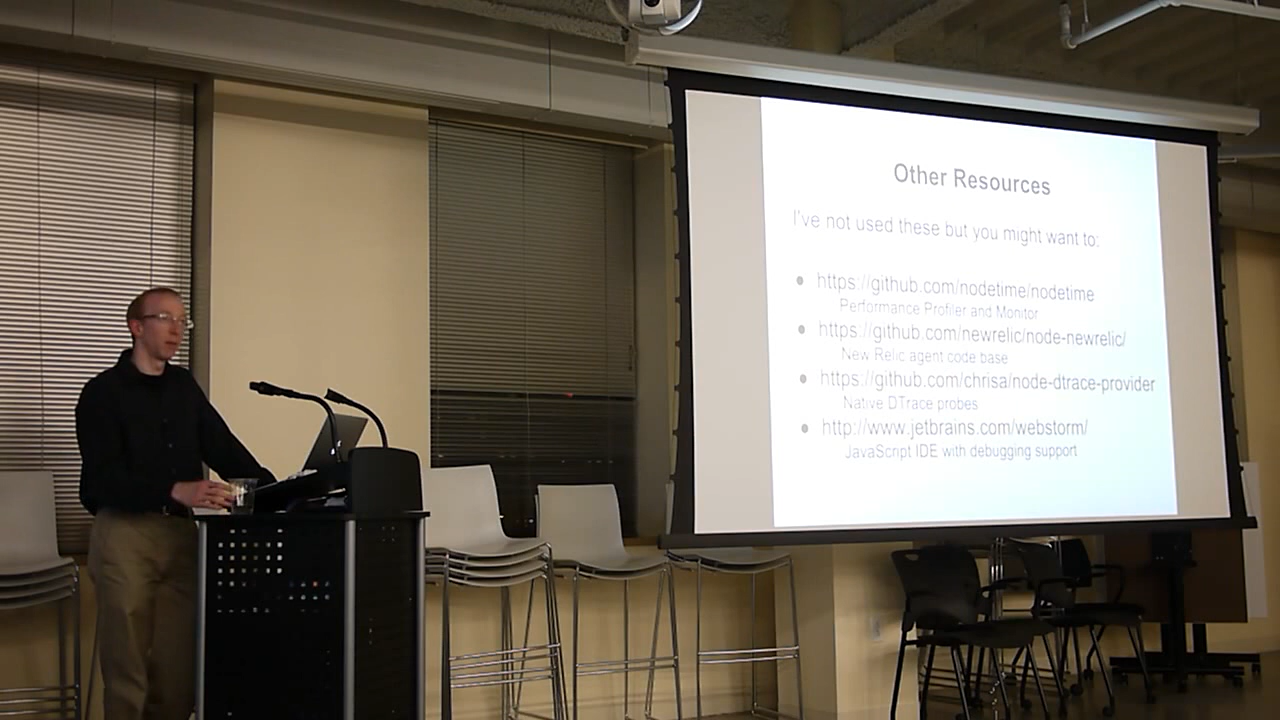 Other Resources
I've not used these but you might want to:
https://github.com/nodetime/nodetime
Performance Profiler and Monitor
https://github.com/newrelic/node-newrelic/
New Relic agent code base
https://github.com/chrisa/node-dtrace-provider
Native DTrace probes
http://www.jetbrains.com/webstorm/
JavaScript IDE with debugging support